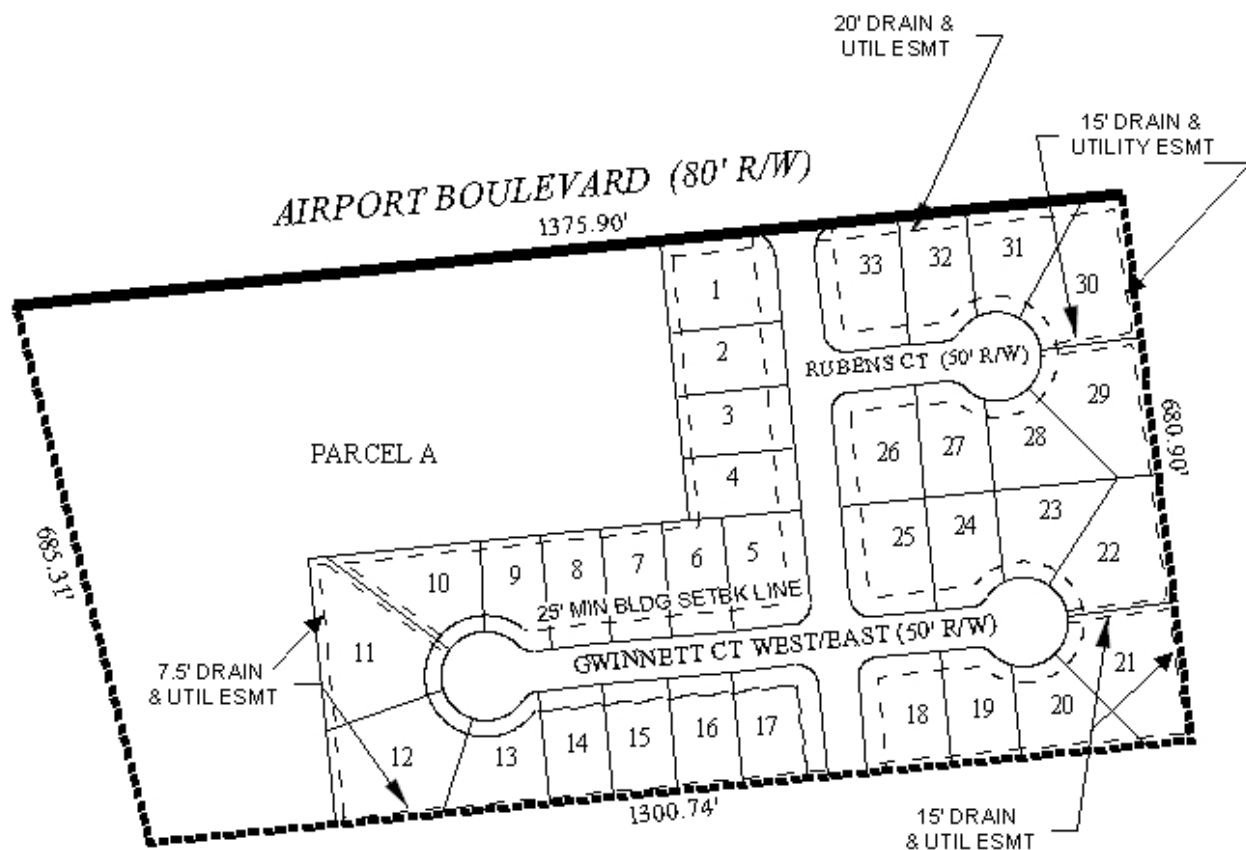 20' DRAIN &
UTIL ESMT
15' DRAIN &
UTILITY ESMT
AIRPORT BOULEVARD (80' R/W)
1375.90'
33
32
31
30
1
2
RUBENS CT (50' R/W)
29
3
28
27
26
PARCEL A
4
680.90'
685.31'
23
24
25
22
10
9
8
7
6
5
25' MIN BLDG SETBK LINE
GWINNETT CT WEST/EAST (50' R/W)
11
21
7.5' DRAIN
& UTIL ESMT
12
13
14
15
16
17
18
19
20
1300.74'
15' DRAIN
& UTIL ESMT